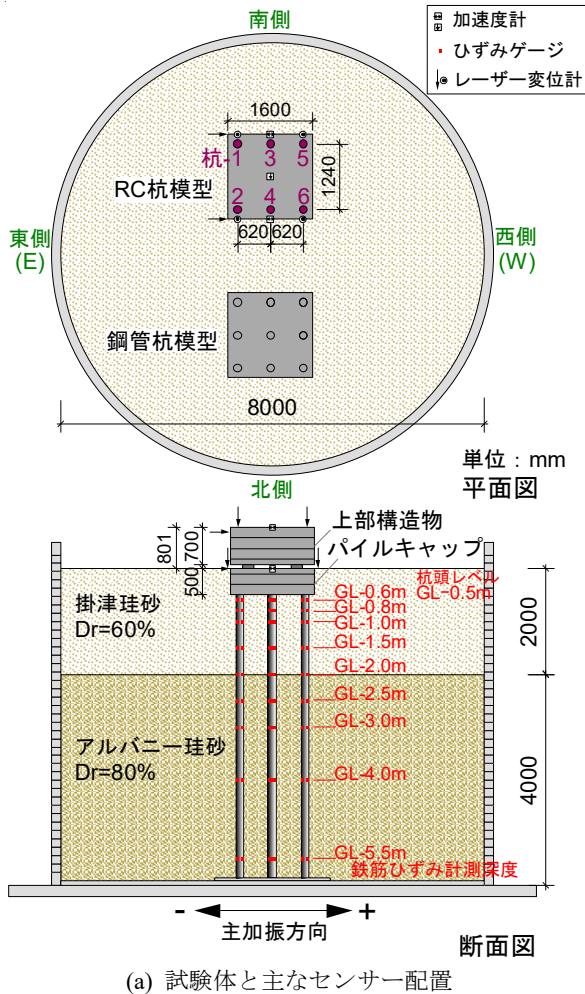 南側
加速度計
ひずみゲージ
レーザー変位計
1600
杭-1 3 5
RC杭模型
1240
2 4 6
620 620
東側
(E)
西側
(W)
鋼管杭模型
8000
単位：mm
平面図
北側
801
700
500
上部構造物
パイルキャップ
杭頭レベル
GL-0.5m
GL-0.6m
GL-0.8m
GL-1.0m
GL-1.5m
GL-2.0m
GL-2.5m
GL-3.0m
GL-4.0m
GL-5.5m
鉄筋ひずみ計測深度
掛津珪砂
Dr=60%
2000
アルバニー珪砂
Dr=80%
4000
- +
主加振方向
断面図
(a) 試験体と主なセンサー配置